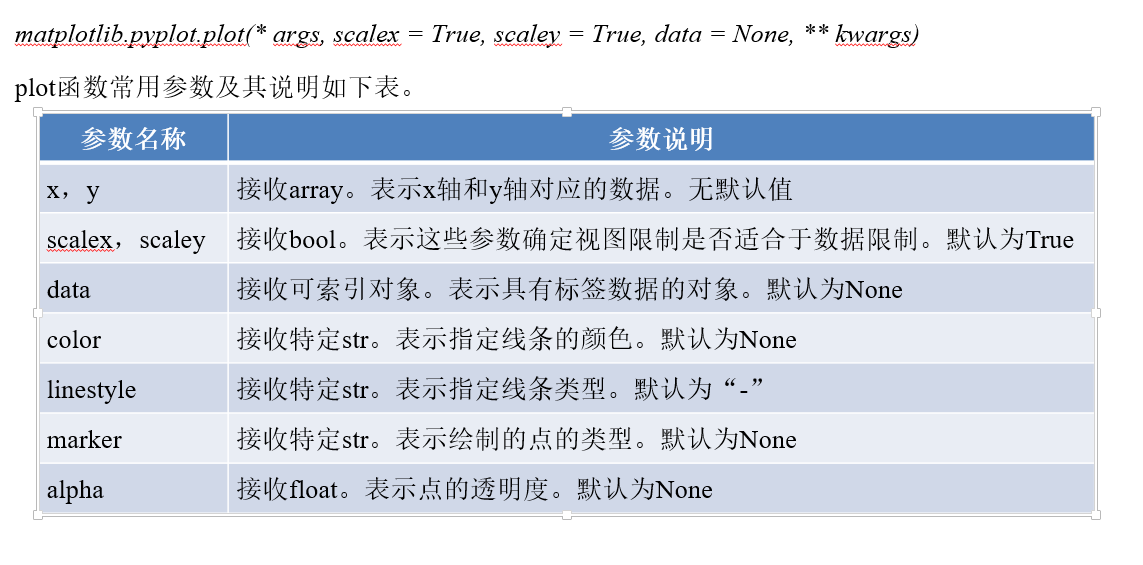 matplotlib.pyplot.plot(* args, scalex = True, scaley = True, data = None, ** kwargs)
plot函数常用参数及其说明如下表。
参数名称 参数说明
x，y 接收array。表示x轴和y轴对应的数据。无默认值
scalex，scaley 接收bool。表示这些参数确定视图限制是否适合于数据限制。默认为True
data 接收可索引对象。表示具有标签数据的对象。默认为None
color 接收特定str。表示指定线条的颜色。默认为None
linestyle 接收特定str。表示指定线条类型。默认为“-”
marker 接收特定str。表示绘制的点的类型。默认为None
alpha 接收float。表示点的透明度。默认为None